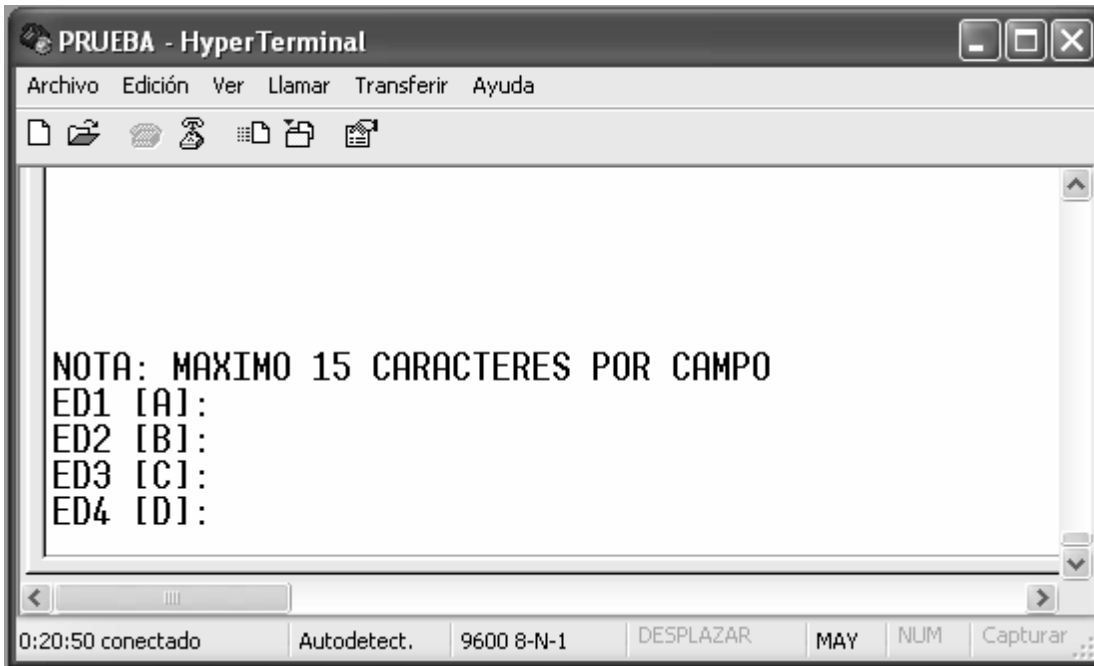 PRUEBA - HyperTerminal
Archivo Edición Ver Llamar Transferir Ayuda
NOTA: MAXIMO 15 CARACTERES POR CAMPO
ED1 [A]:
ED2 [B]:
ED3 [C]:
ED4 [D]:
0:20:50 conectado Autodetect. 9600 8-N-1 DESPLAZAR MAY NUM Capturar